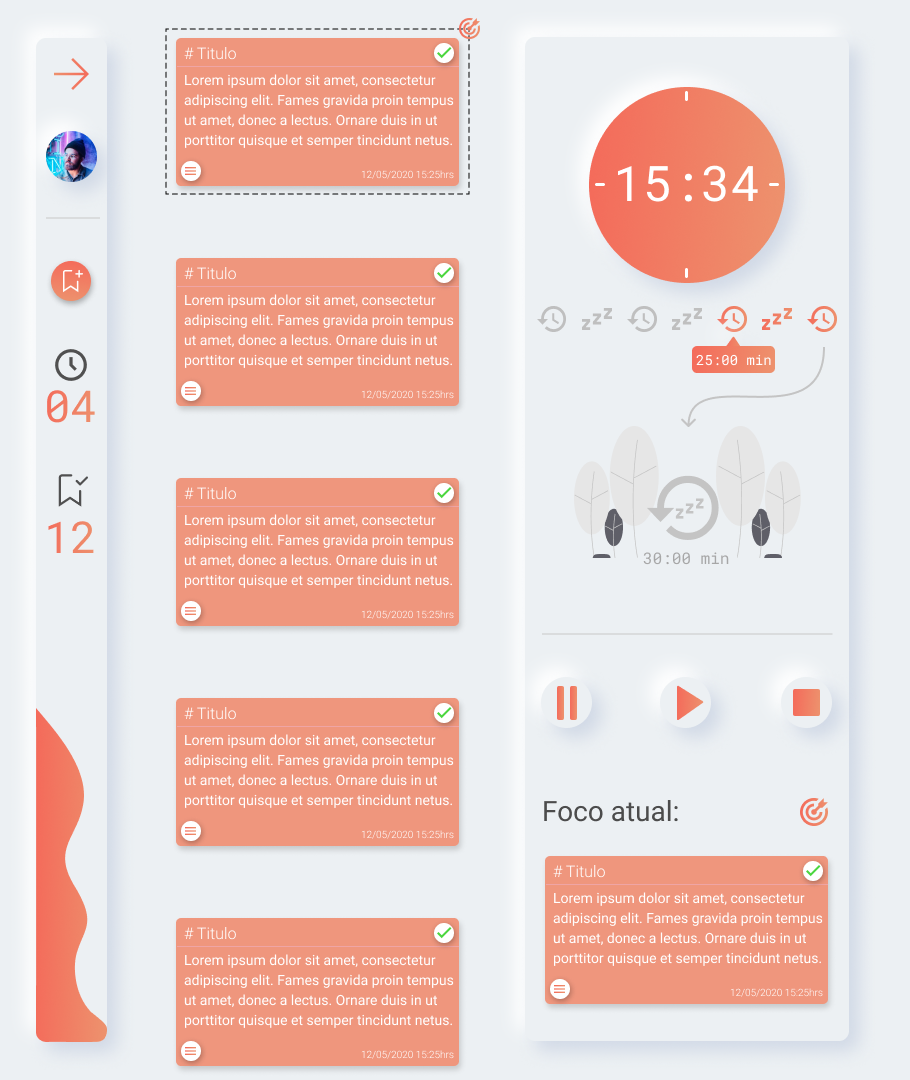 04
12
# Titulo
Lorem ipsum dolor sit amet, consectetur
adipiscing elit. Fames gravida proin tempus
ut amet, donec a lectus. Ornare duis in ut
porttitor quisque et semper tincidunt netus.
12/05/2020 15:25hrs
# Titulo
Lorem ipsum dolor sit amet, consectetur
adipiscing elit. Fames gravida proin tempus
ut amet, donec a lectus. Ornare duis in ut
porttitor quisque et semper tincidunt netus.
12/05/2020 15:25hrs
# Titulo
Lorem ipsum dolor sit amet, consectetur
adipiscing elit. Fames gravida proin tempus
ut amet, donec a lectus. Ornare duis in ut
porttitor quisque et semper tincidunt netus.
12/05/2020 15:25hrs
# Titulo
Lorem ipsum dolor sit amet, consectetur
adipiscing elit. Fames gravida proin tempus
ut amet, donec a lectus. Ornare duis in ut
porttitor quisque et semper tincidunt netus.
12/05/2020 15:25hrs
# Titulo
Lorem ipsum dolor sit amet, consectetur
adipiscing elit. Fames gravida proin tempus
ut amet, donec a lectus. Ornare duis in ut
porttitor quisque et semper tincidunt netus.
12/05/2020 15:25hrs
15:34
zzz zzz zzz
25:00 min
zzz
30:00 min
Foco atual:
# Titulo
Lorem ipsum dolor sit amet, consectetur
adipiscing elit. Fames gravida proin tempus
ut amet, donec a lectus. Ornare duis in ut
porttitor quisque et semper tincidunt netus.
12/05/2020 15:25hrs